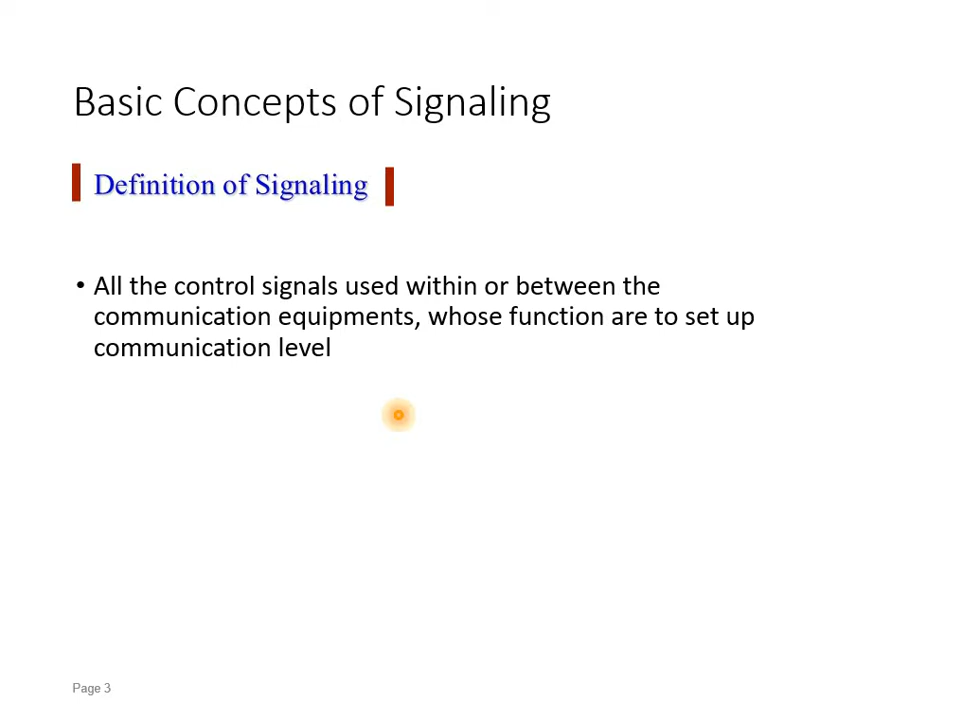 Basic Concepts of Signaling
Definition of Signaling
• All the control signals used within or between the
communication equipments, whose function are to set up
communication level
Page 3